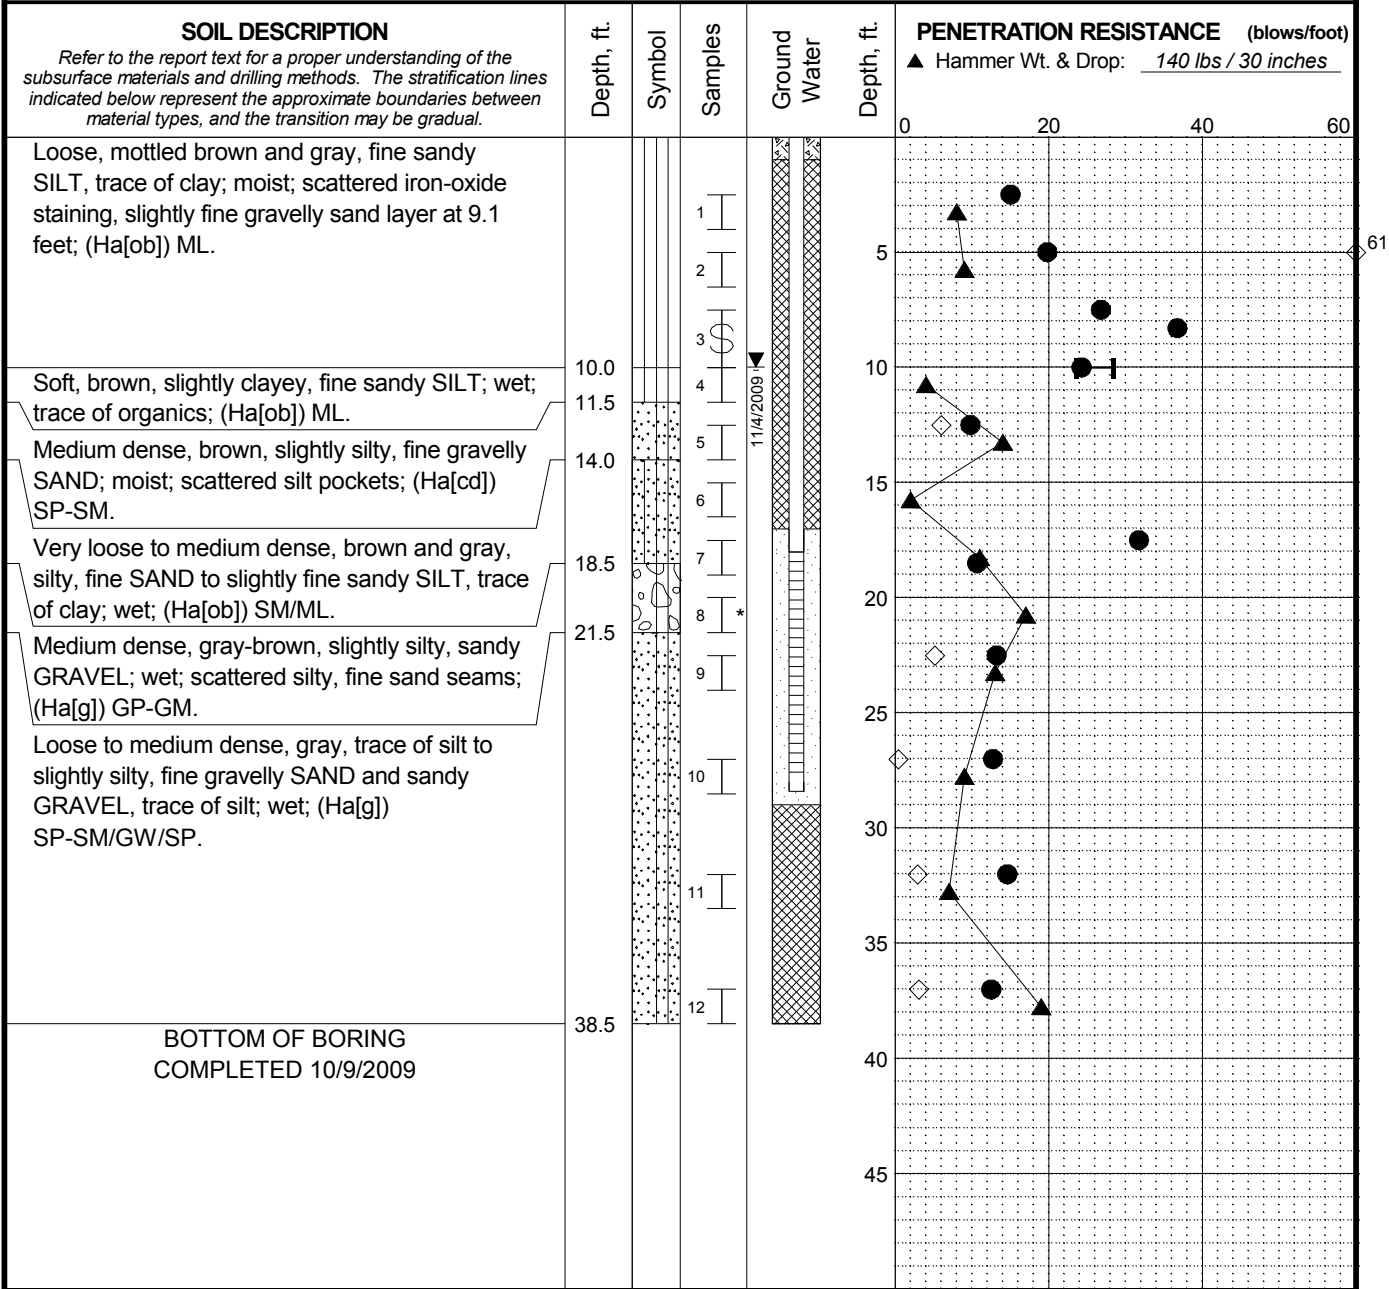 SOIL DESCRIPTION
Refer to the report text for a proper understanding of the
subsurface materials and drilling methods. The stratification lines
indicated below represent the approximate boundaries between
material types, and the transition may be gradual.
Depth, ft.
Symbol
Samples
Ground
Water
Depth, ft.
PENETRATION RESISTANCE (blows/foot)
▲ Hammer Wt. & Drop: 140 lbs / 30 inches
0 20 40 60
Loose, mottled brown and gray, fine sandy
SILT, trace of clay; moist; scattered iron-oxide
staining, slightly fine gravelly sand layer at 9.1
feet; (Ha[ob]) ML.
Soft, brown, slightly clayey, fine sandy SILT; wet;
trace of organics; (Ha[ob]) ML.
Medium dense, brown, slightly silty, fine gravelly
SAND; moist; scattered silt pockets; (Ha[cd])
SP-SM.
Very loose to medium dense, brown and gray,
silty, fine SAND to slightly fine sandy SILT, trace
of clay; wet; (Ha[ob]) SM/ML.
Medium dense, gray-brown, slightly silty, sandy
GRAVEL; wet; scattered silty, fine sand seams;
(Ha[g]) GP-GM.
Loose to medium dense, gray, trace of silt to
slightly silty, fine gravelly SAND and sandy
GRAVEL, trace of silt; wet; (Ha[g])
SP-SM/GW/SP.
BOTTOM OF BORING
COMPLETED 10/9/2009
10.0
11.5
14.0
18.5
21.5
38.5
1
2
3
4
5
6
7
8 *
9
10
11
12
11/4/2009
5
10
15
20
25
30
35
40
45
61